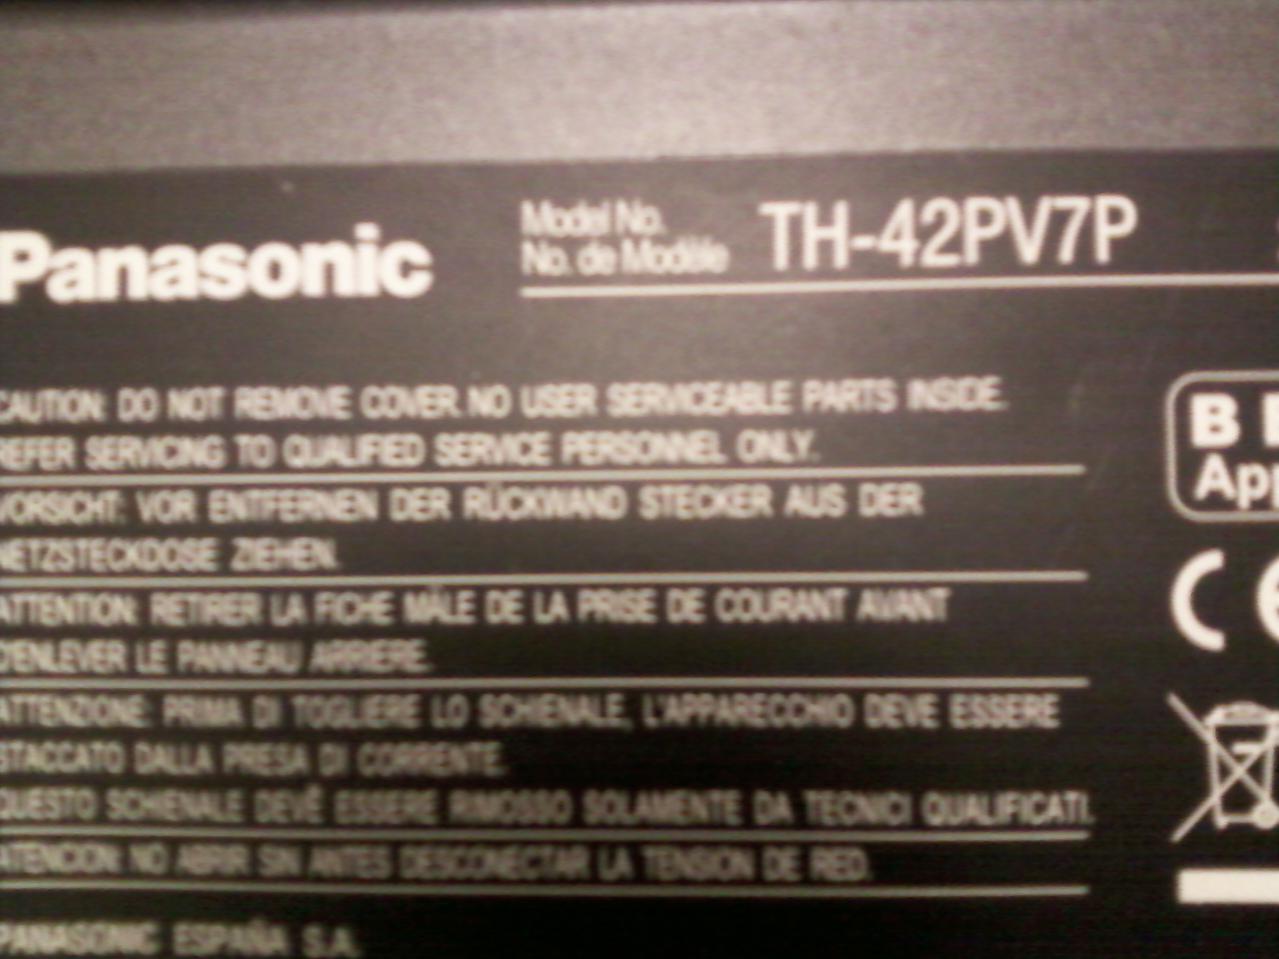 Panasonic
Model No.
No. de Modèle
TH-42PV7P
CAUTION: DO NOT REMOVE COVER. NO USER SERVICEABLE PARTS INSIDE.
REFER SERVICING TO QUALIFIED SERVICE PERSONNEL ONLY.
VORSICHT: VOR ENTFERNEN DER RÜCKWAND STECKER AUS DER
NETZSTECKDOSE ZIEHEN.
ATTENTION: RETIRER LA FICHE MÂLE DE LA PRISE DE COURANT AVANT
D'ENLEVER LE PANNEAU ARRIERE.
ATTENZIONE: PRIMA DI TOGLIERE LO SCHIENALE, L'APPARECCHIO DEVE ESSERE
STACCATO DALLA PRESA DI CORRENTE.
QUESTO SCHIENALE DEVÉ ESSERE RIMOSSO SOLAMENTE DA TECNICI QUALIFICATI.
ATENCION: NO ABRIR SIN ANTES DESCONECTAR LA TENSION DE RED.
PANASONIC ESPAÑA S.A.
B
App
CE